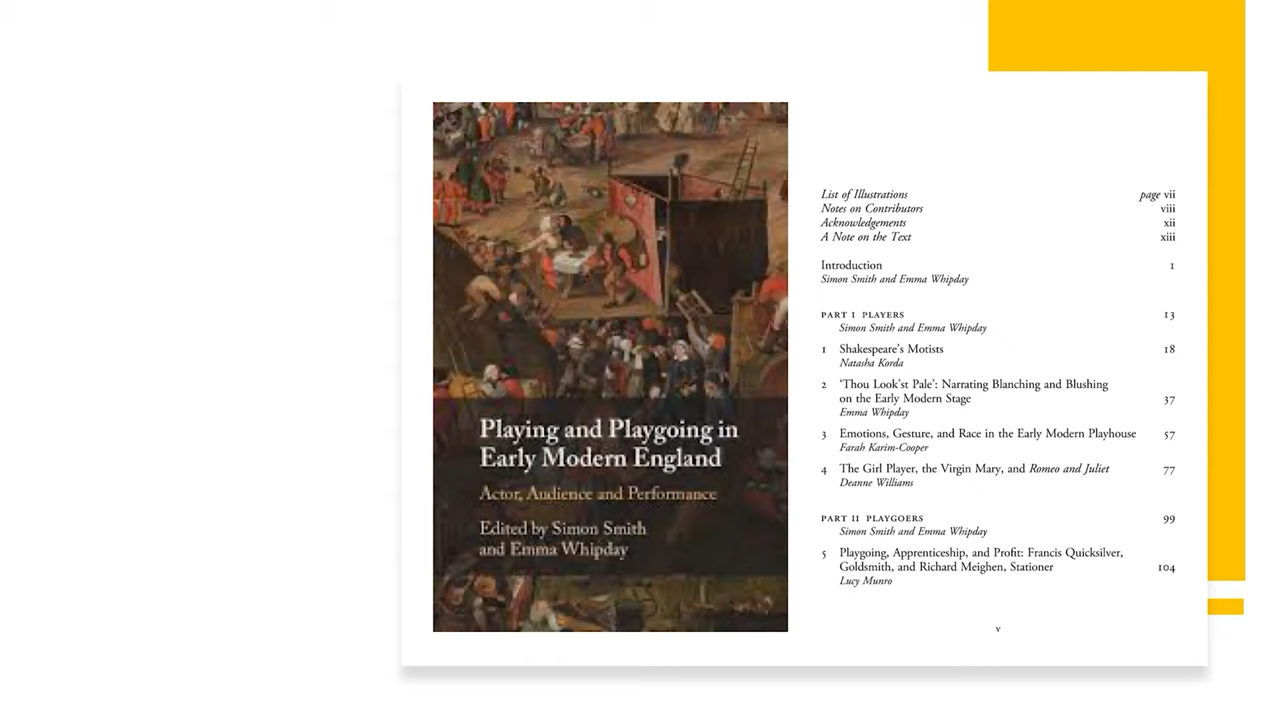 Playing and Playgoing in
Early Modern England
Actor, Audience and Performance
Edited by Simon Smith
and Emma Whipday
List of Illustrations page vii
Notes on Contributors viii
Acknowledgements xii
A Note on the Text xiii
Introduction 1
Simon Smith and Emma Whipday
PART I PLAYERS 13
Simon Smith and Emma Whipday
1 Shakespeare’s Motists 18
Natasha Korda
2 ‘Thou Look’st Pale’: Narrating Blanching and Blushing
on the Early Modern Stage 37
Emma Whipday
3 Emotions, Gesture, and Race in the Early Modern Playhouse 57
Farah Karim-Cooper
4 The Girl Player, the Virgin Mary, and Romeo and Juliet 77
Deanne Williams
PART II PLAYGOERS 99
Simon Smith and Emma Whipday
5 Playgoing, Apprenticeship, and Profit: Francis Quicksilver,
Goldsmith, and Richard Meighen, Stationer 104
Lucy Munro
v